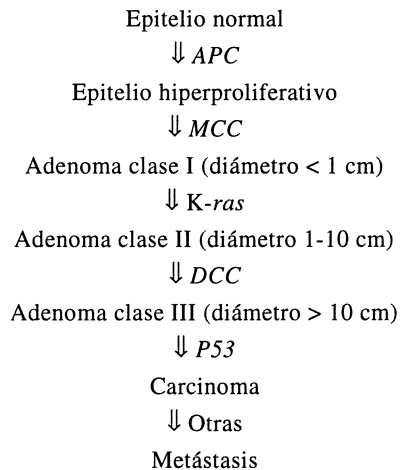 Epitelio normal
⇓ APC
Epitelio hiperproliferativo
⇓ MCC
Adenoma clase I (diámetro < 1 cm)
⇓ K-ras
Adenoma clase II (diámetro 1-10 cm)
⇓ DCC
Adenoma clase III (diámetro > 10 cm)
⇓ P53
Carcinoma
⇓ Otras
Metástasis